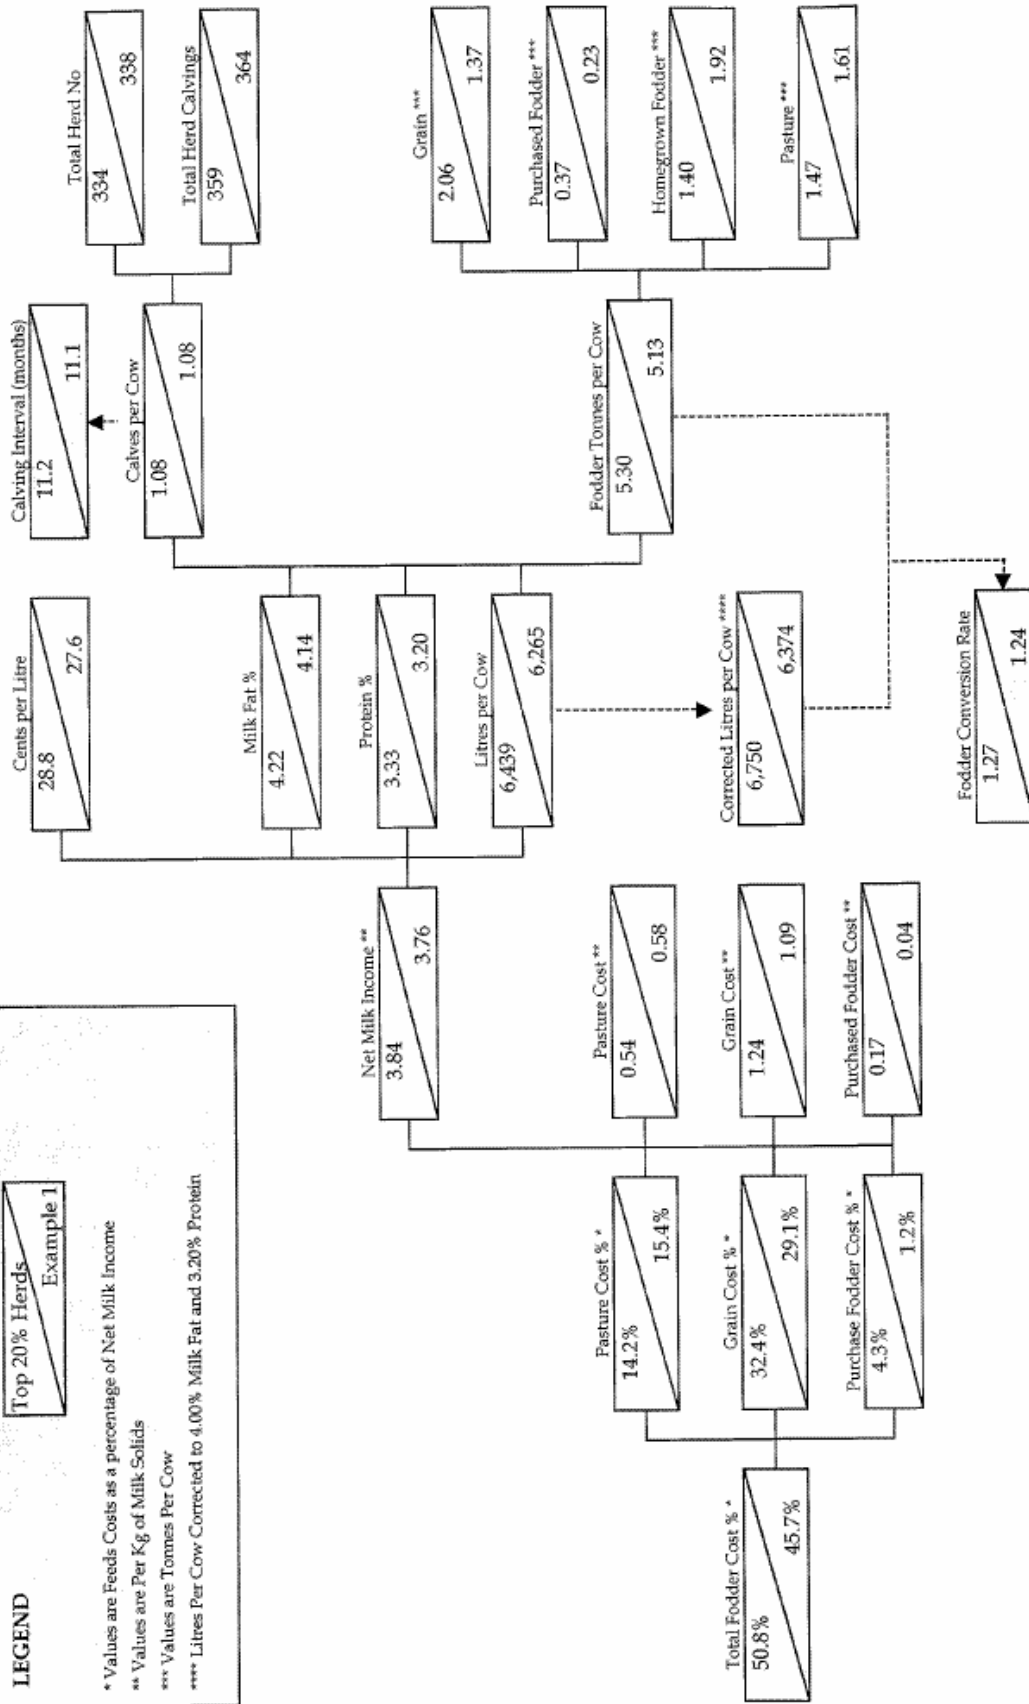 LEGEND
Top 20% Herds
Example 1
* Values are Feeds Costs as a percentage of Net Milk Income
** Values are Per Kg of Milk Solids
*** Values are Tonnes Per Cow
**** Litres Per Cow Corrected to 4.00% Milk Fat and 3.20% Protein
Total Fodder Cost % *
50.8%
45.7%
Pasture Cost % *
14.2%
15.4%
Grain Cost % *
32.4%
29.1%
Purchase Fodder Cost % *
4.3%
1.2%
Net Milk Income **
3.84
3.76
Pasture Cost **
0.54
0.58
Grain Cost **
1.24
1.09
Purchased Fodder Cost **
0.17
0.04
Cents per Litre
28.8
27.6
Milk Fat %
4.22
4.14
Protein %
3.33
3.20
Litres per Cow
6,439
6,265
Corrected Litres per Cow ****
6,750
6,374
Fodder Conversion Rate
1.27
1.24
Calving Interval (months)
11.2
11.1
Calves per Cow
1.08
1.08
Fodder Tonnes per Cow
5.30
5.13
Total Herd No
334
338
Total Herd Calvings
359
364
Grain ***
2.06
1.37
Purchased Fodder ***
0.37
0.23
Homegrown Fodder ***
1.40
1.92
Pasture ***
1.47
1.61